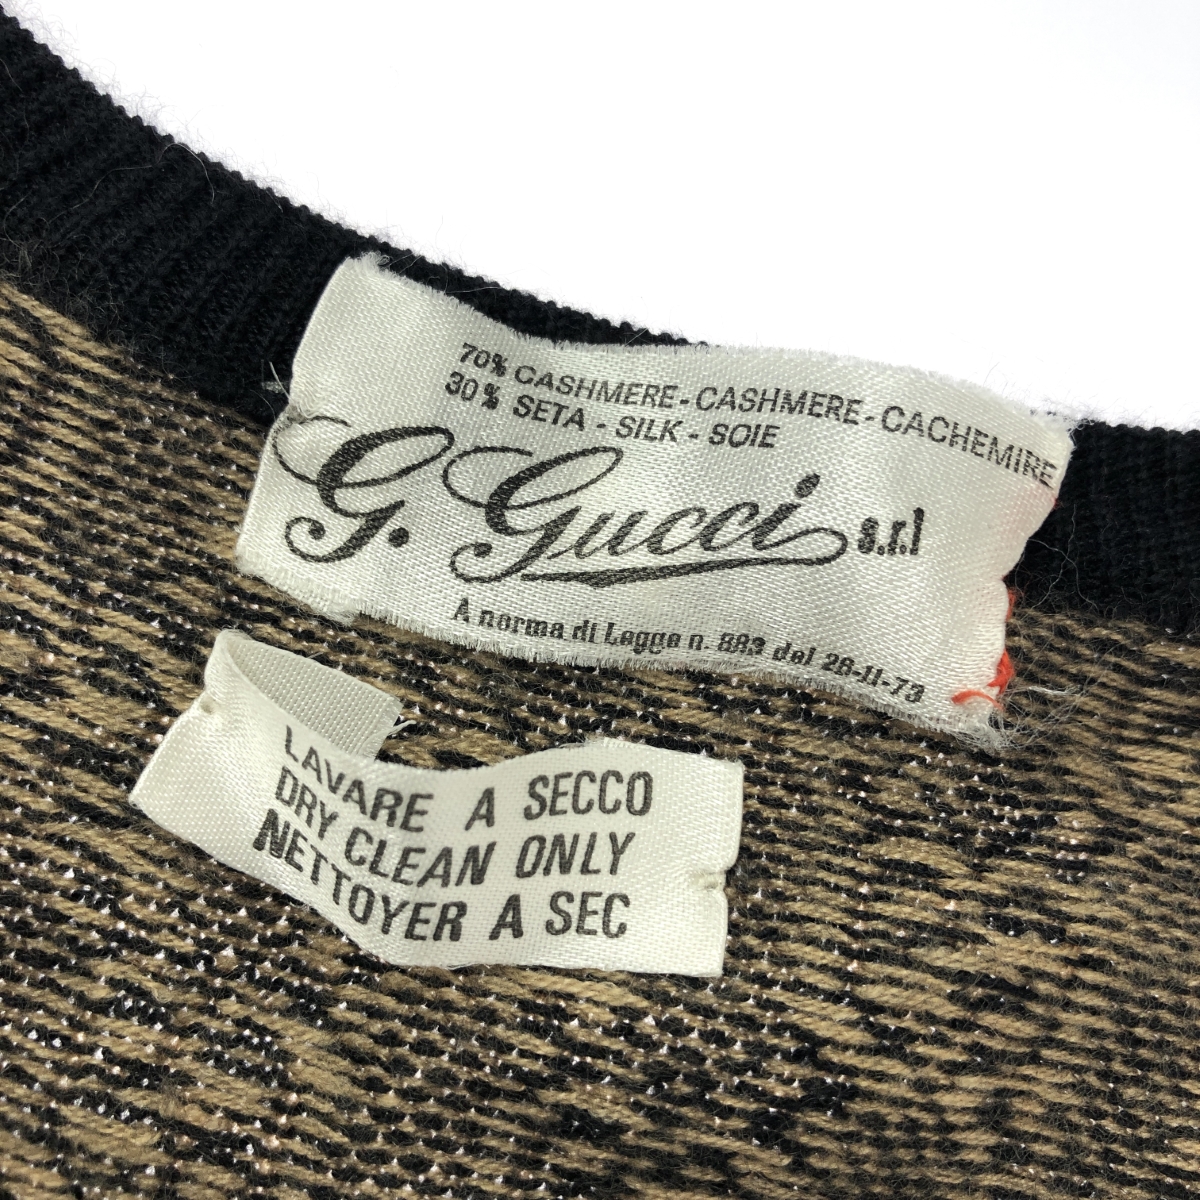 70% CASHMERE - CASHMERE - CACHEMIRE
30% SETA - SILK - SOIE
G. Gucci s.r.l
A norma di Legge n. 883 del 26-11-73
LAVARE A SECCO
DRY CLEAN ONLY
NETTOYER A SEC